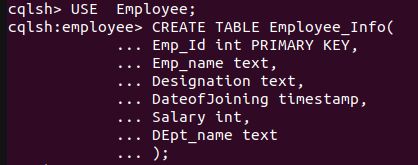 cqlsh> USE  Employee;
cqlsh:employee> CREATE TABLE Employee_Info(
            ... Emp_Id int PRIMARY KEY,
            ... Emp_name text,
            ... Designation text,
            ... DateofJoining timestamp,
            ... Salary int,
            ... DEpt_name text
            ... );